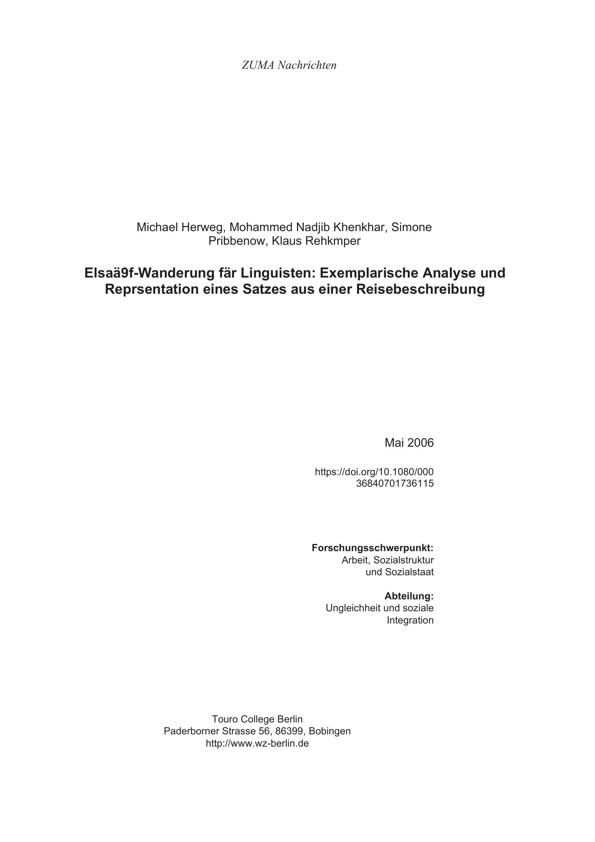 ZUMA Nachrichten
Michael Herweg, Mohammed Nadjib Khenkhar, Simone
Pribbenow, Klaus Rehkmper
Elsaä9f-Wanderung fär Linguisten: Exemplarische Analyse und
Reprsentation eines Satzes aus einer Reisebeschreibung
Mai 2006
https://doi.org/10.1080/000
36840701736115
Forschungsschwerpunkt:
Arbeit, Sozialstruktur
und Sozialstaat
Abteilung:
Ungleichheit und soziale
Integration
Touro College Berlin
Paderborner Strasse 56, 86399, Bobingen
http://www.wz-berlin.de